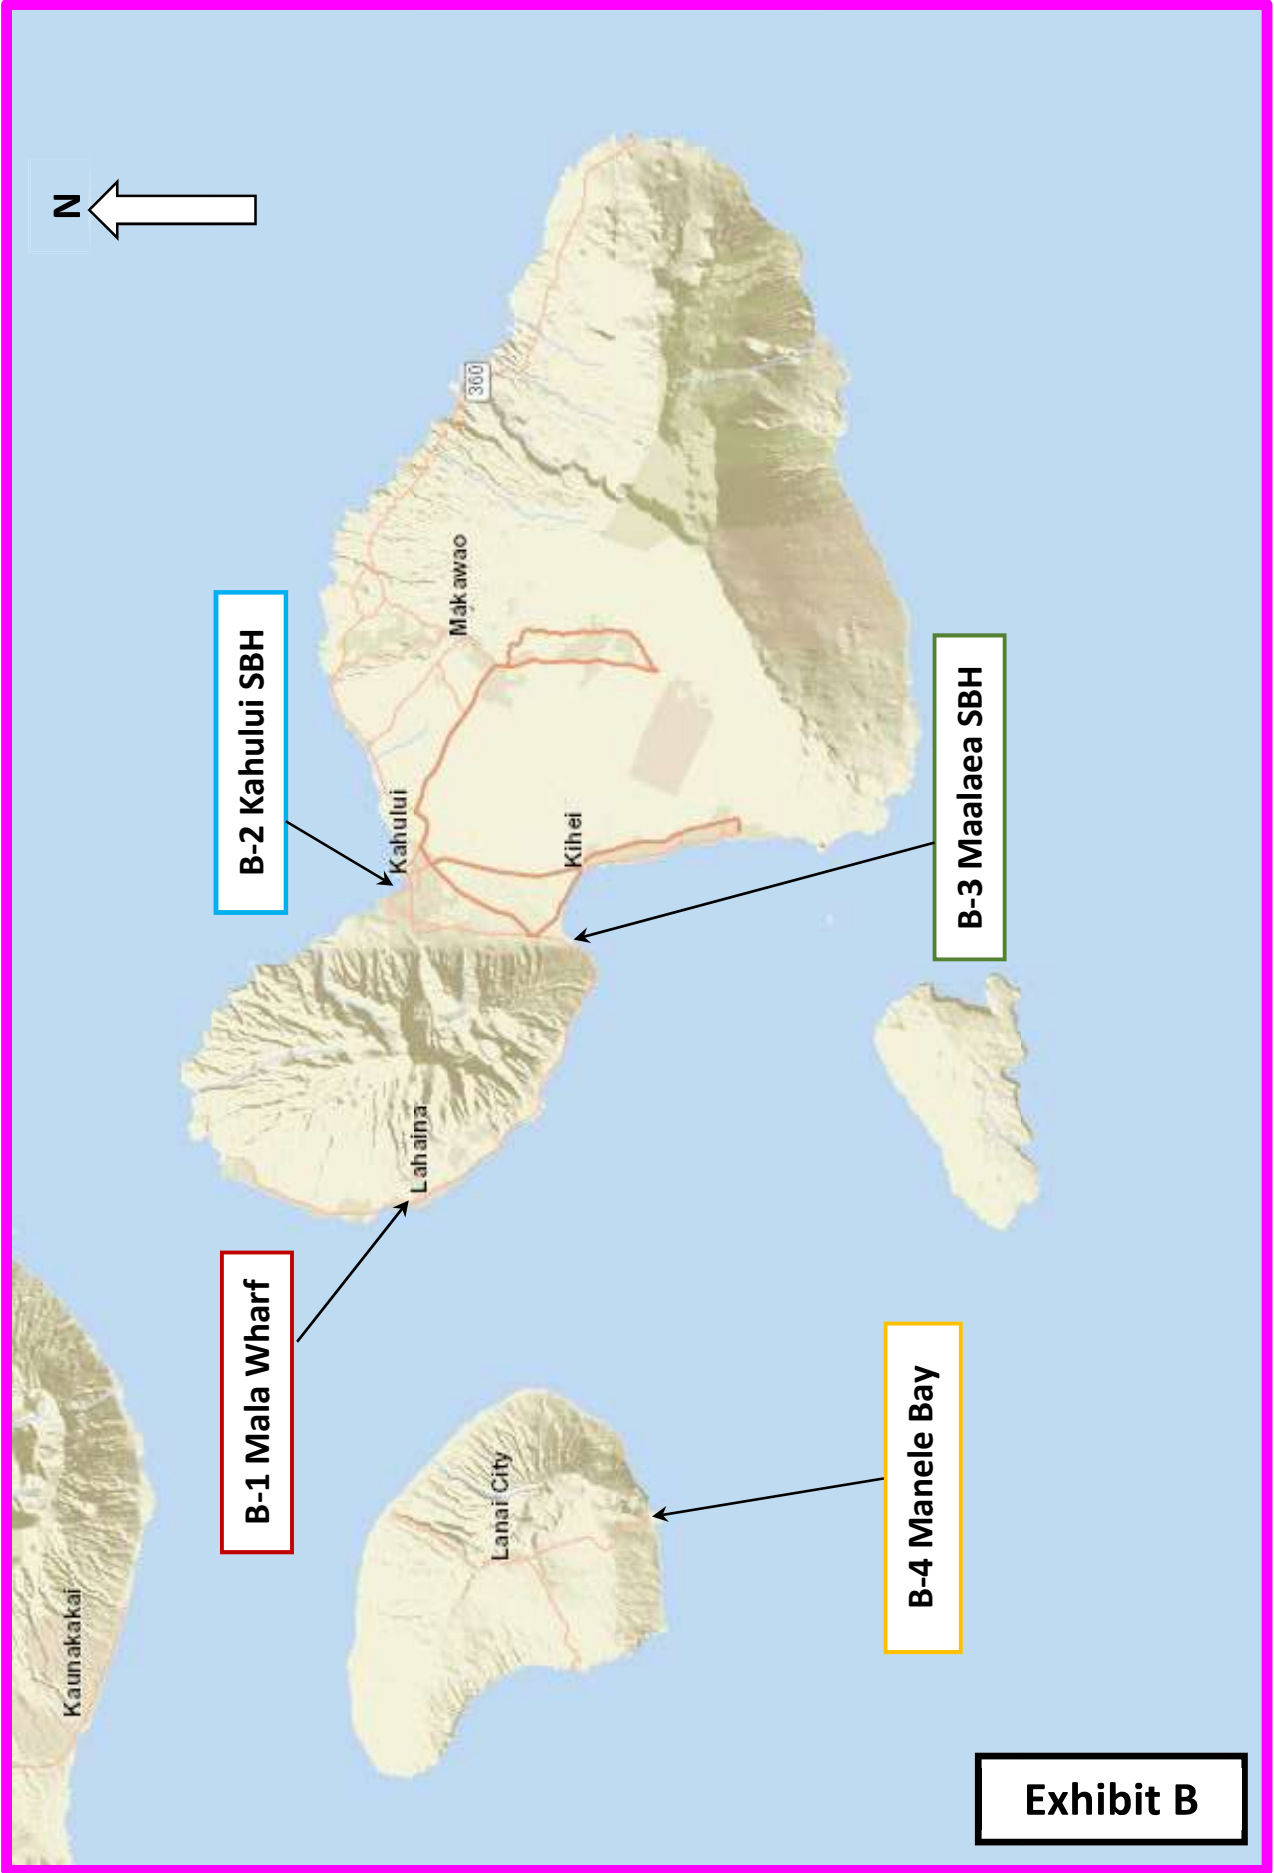 N
Kaunakakai
B-2 Kahului SBH
B-1 Mala Wharf
360
Makawao
Kahului
Lahaina
Kihei
Lanai City
B-3 Maalaea SBH
B-4 Manele Bay
Exhibit B